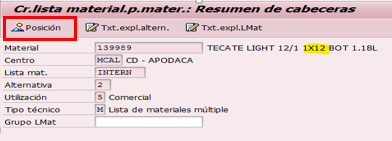 Cr.lista material.p.mater.: Resumen de cabeceras
Posición Txt.expl.altern. Txt.expl.LMat
Material 139989 TECATE LIGHT 12/1 1X12 BOT 1.18L
Centro MCAL CD - APODACA
Lista mat. INTERN
Alternativa 2
Utilización 5 Comercial
Tipo técnico M Lista de materiales múltiple
Grupo LMat